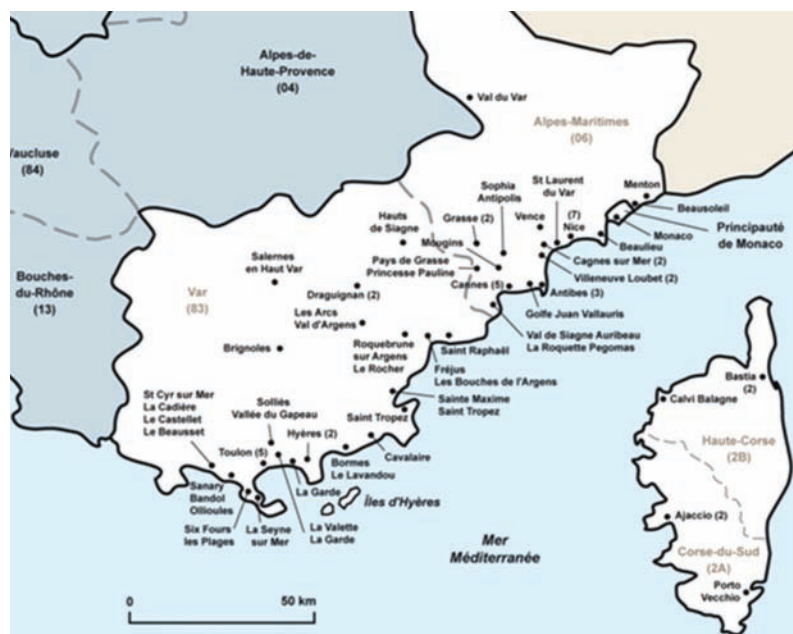 Alpes-de-
Haute-Provence
(04)
Val du Var
Alpes-Maritimes
(06)
Vaucluse
(84)
Sophia
Antipolis
St Laurent
du Var
Menton
Beausoleil
Hauts
de Siagne
Grasse (2)
Vence
(7)
Nice
Principauté
de Monaco
Monaco
Mougins
Beaulieu
Salernes
en Haut Var
Pays de Grasse
Princesse Pauline
Cagnes sur Mer (2)
Villeneuve Loubet (2)
Bouches-
du-Rhône
(13)
Var
(83)
Draguignan (2)
Cannes (5)
Antibes (3)
Golfe Juan Vallauris
Les Arcs
Val d'Argens
Val de Siagne Auribeau
La Roquette Pegomas
Brignoles
Roquebrune
sur Argens
Le Rocher
Saint Raphaël
Fréjus
Les Bouches de l'Argens
Bastia
(2)
St Cyr sur Mer
La Cadière
Le Castellet
Le Beausset
Solliès
Vallée du Gapeau
Saint Tropez
Sainte Maxime
Saint Tropez
Calvi Balagne
Toulon (5)
Hyères (2)
Haute-Corse
(2B)
Bormes
Le Lavandou
Cavalaire
Sanary
Bandol
Ollioules
La Garde
Îles d'Hyères
Six Fours
les Plages
La Seyne
sur Mer
La Valette
La Garde
Ajaccio (2)
Mer
Méditerranée
Corse-du-Sud
(2A)
Porto
Vecchio
0
50 km